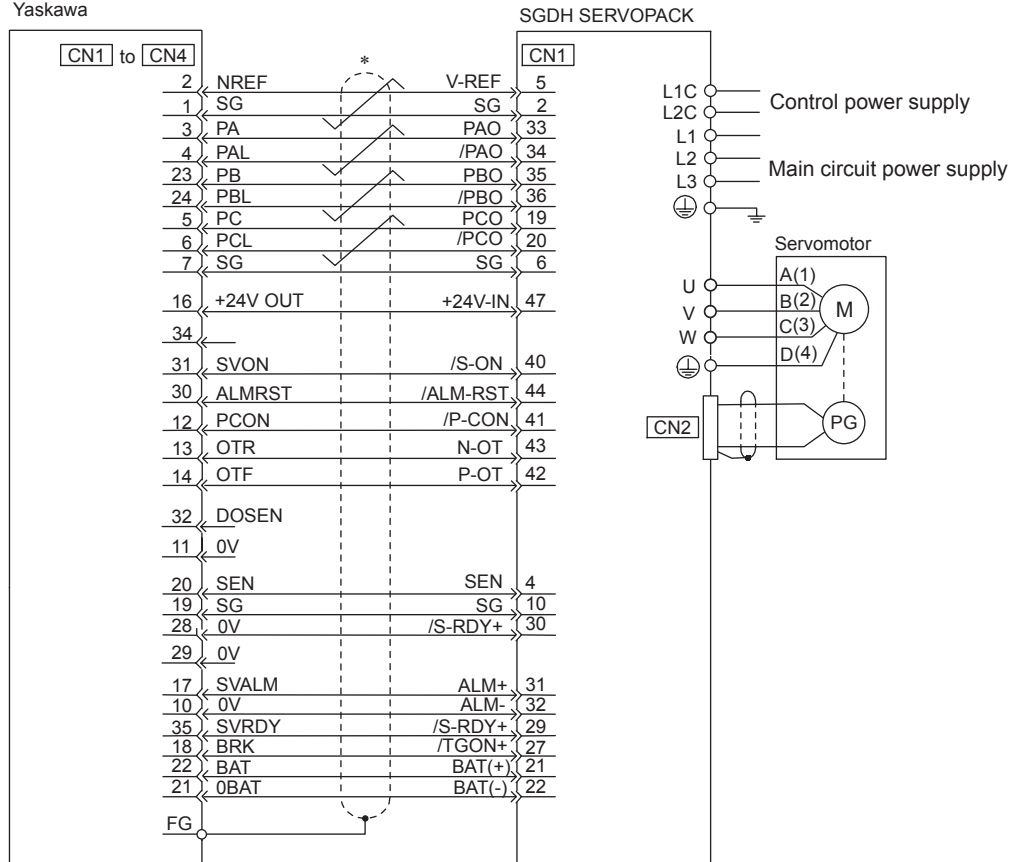 Yaskawa
SGDH SERVOPACK
CN1 to CN4
*
CN1
2 NREF V-REF 5
1 SG SG 2
3 PA PAO 33
4 PAL /PAO 34
23 PB PBO 35
24 PBL /PBO 36
5 PC PCO 19
6 PCL /PCO 20
7 SG SG 6
16 +24V OUT +24V-IN 47
34
31 SVON /S-ON 40
30 ALMRST /ALM-RST 44
12 PCON /P-CON 41
13 OTR N-OT 43
14 OTF P-OT 42
32 DOSEN
11 0V
20 SEN SEN 4
19 SG SG 10
28 0V /S-RDY+ 30
29 0V
17 SVALM ALM+ 31
10 0V ALM- 32
35 SVRDY /S-RDY+ 29
18 BRK /TGON+ 27
22 BAT BAT(+) 21
21 0BAT BAT(-) 22
FG
L1C
L2C
Control power supply
L1
L2
L3
Main circuit power supply
Servomotor
U A(1)
V B(2)
W C(3)
D(4)
M
CN2
PG